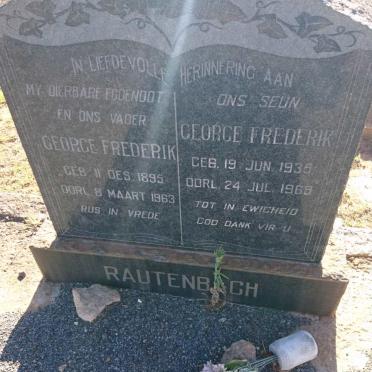 IN LIEFDEVOLLE HERINNERING AAN
MY DIERBARE EGGENOOT
EN ONS VADER
GEORGE FREDERIK
GEB. 11 DES. 1895
OORL. 8 MAART 1963
RUS IN VREDE
ONS SEUN
GEORGE FREDERIK
GEB. 19 JUN. 1935
OORL. 24 JUL. 1969
TOT IN EWIGHEID
GOD DANK VIR U
RAUTENBACH